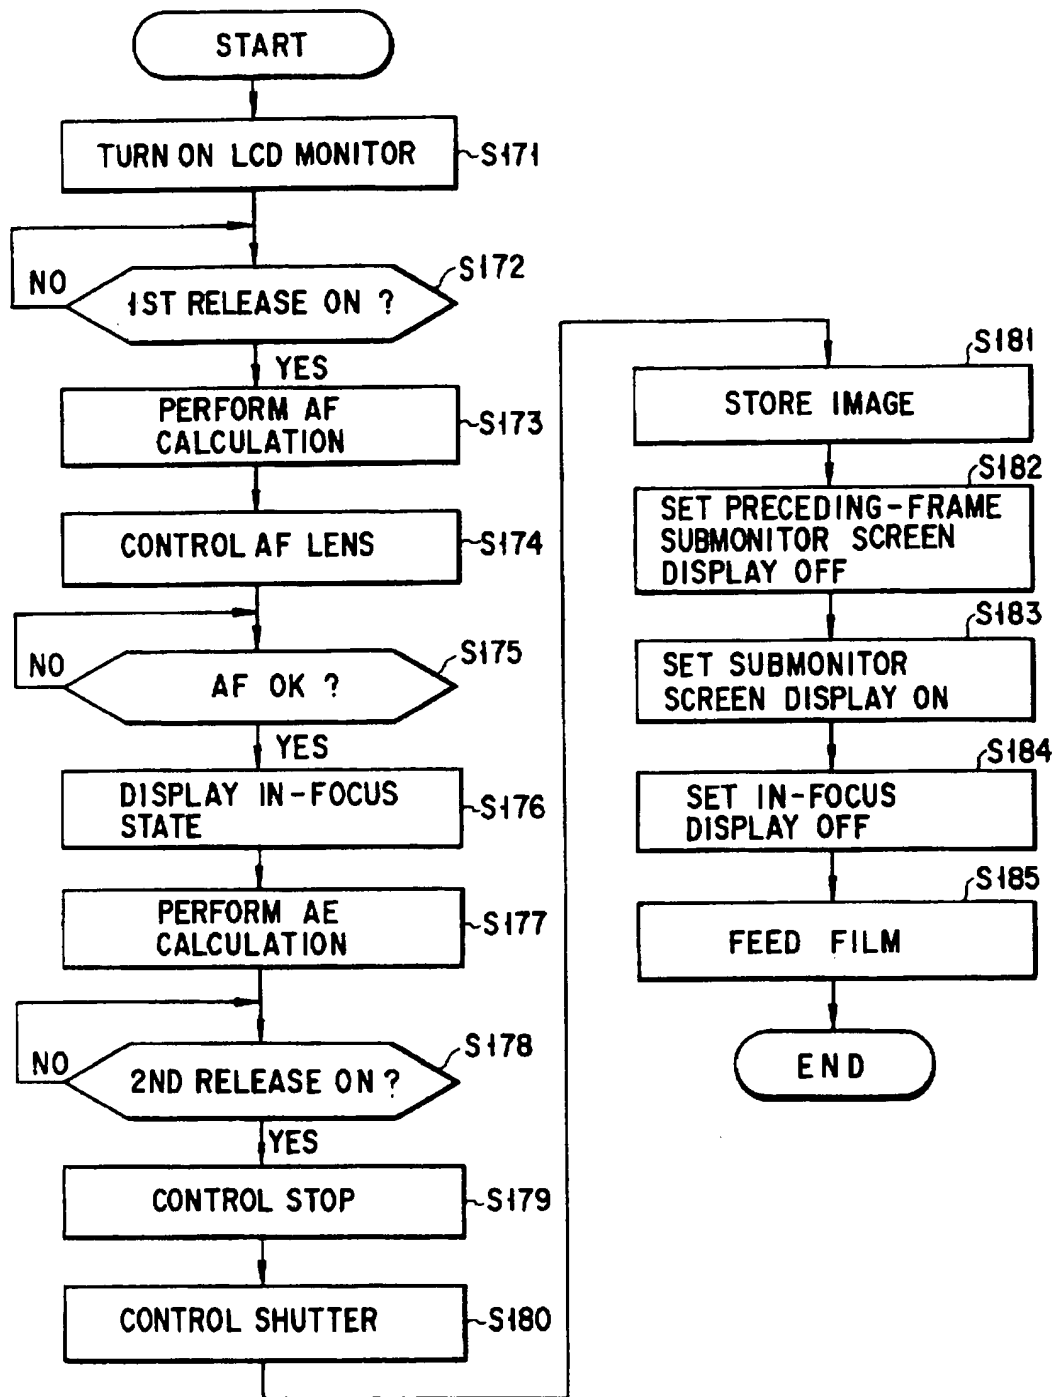 START
TURN ON LCD MONITOR
S171
S172
NO
1ST RELEASE ON ?
YES
PERFORM AF
CALCULATION
S173
CONTROL AF LENS
S174
NO
AF OK ?
S175
YES
DISPLAY IN-FOCUS
STATE
S176
PERFORM AE
CALCULATION
S177
NO
2ND RELEASE ON ?
S178
YES
CONTROL STOP
S179
CONTROL SHUTTER
S180
S181
STORE IMAGE
S182
SET PRECEDING-FRAME
SUBMONITOR SCREEN
DISPLAY OFF
S183
SET SUBMONITOR
SCREEN DISPLAY ON
S184
SET IN-FOCUS
DISPLAY OFF
S185
FEED FILM
END